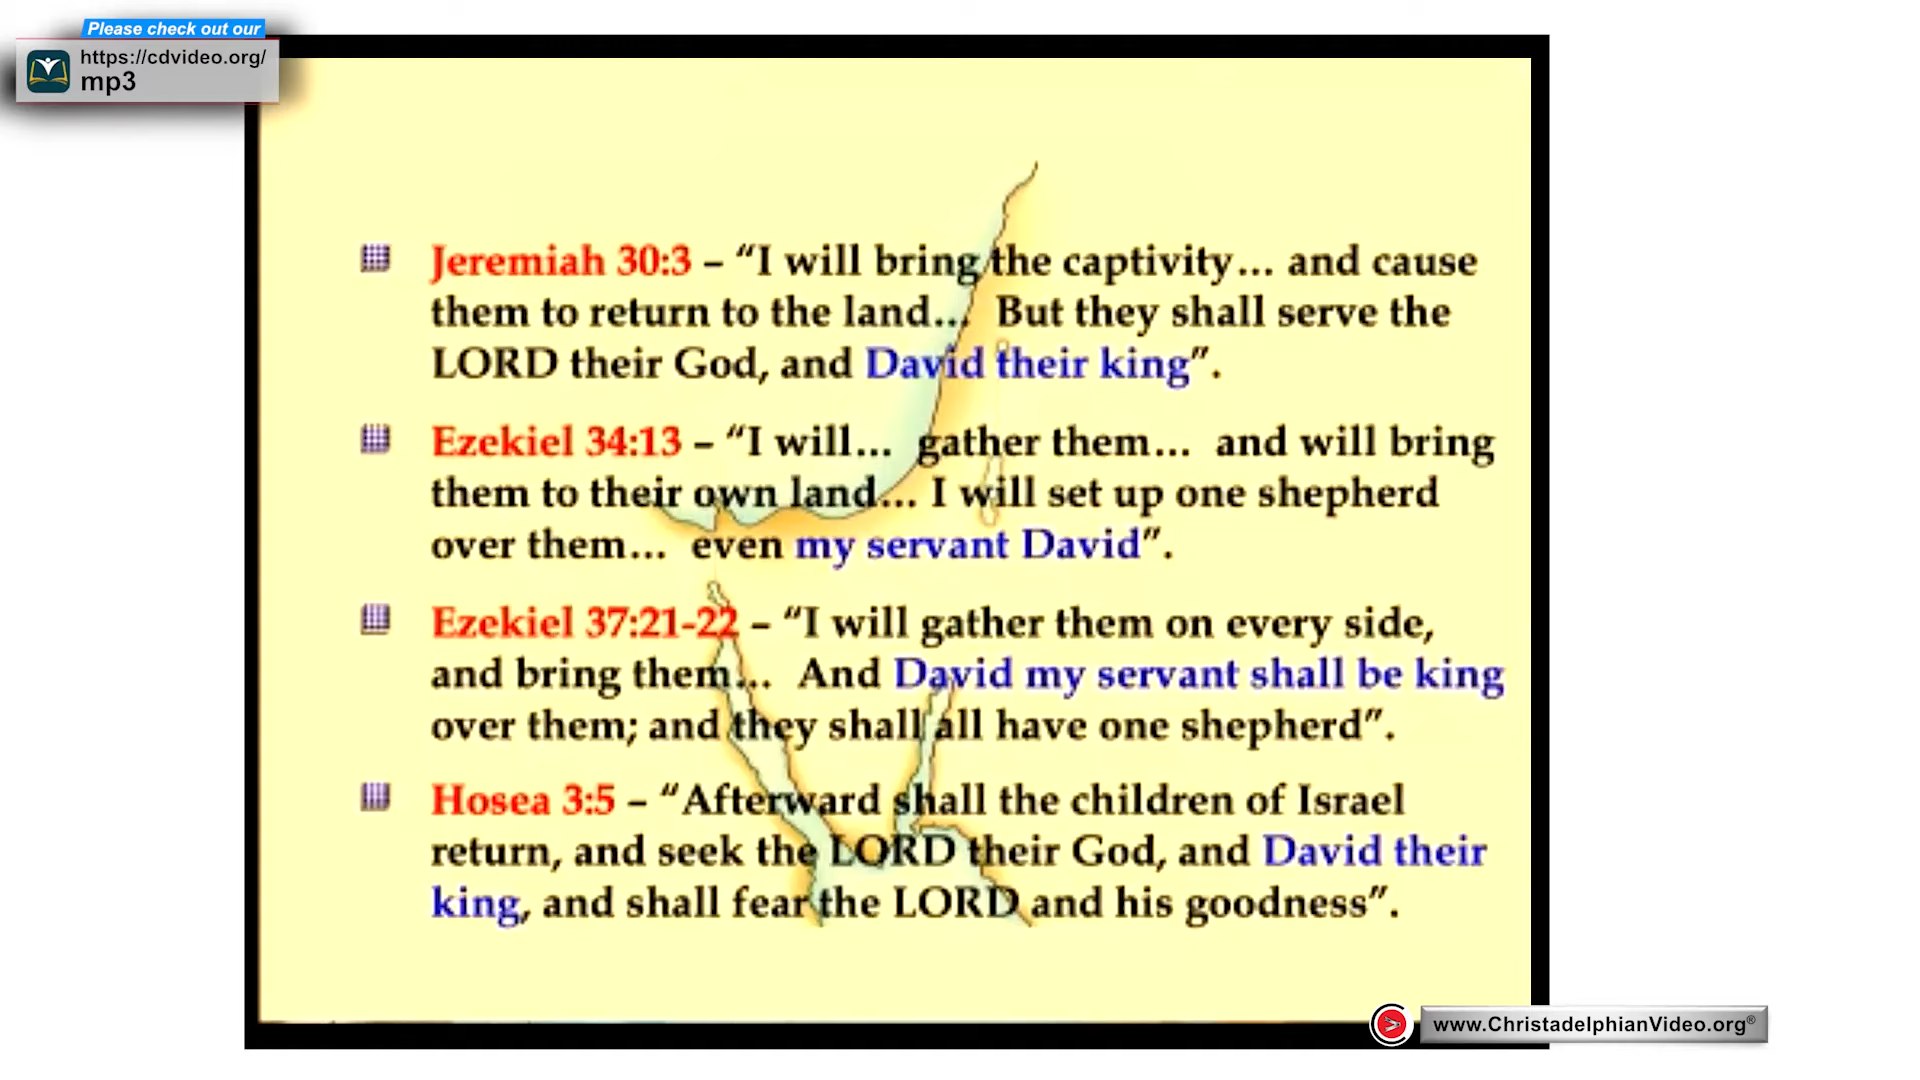 Please check out our
https://cdvideo.org/
mp3
Jeremiah 30:3 – “I will bring the captivity… and cause
them to return to the land… But they shall serve the
LORD their God, and David their king”.
Ezekiel 34:13 – “I will… gather them… and will bring
them to their own land… I will set up one shepherd
over them… even my servant David”.
Ezekiel 37:21-22 – “I will gather them on every side,
and bring them… And David my servant shall be king
over them; and they shall all have one shepherd”.
Hosea 3:5 – “Afterward shall the children of Israel
return, and seek the LORD their God, and David their
king, and shall fear the LORD and his goodness”.
www.ChristadelphianVideo.org®